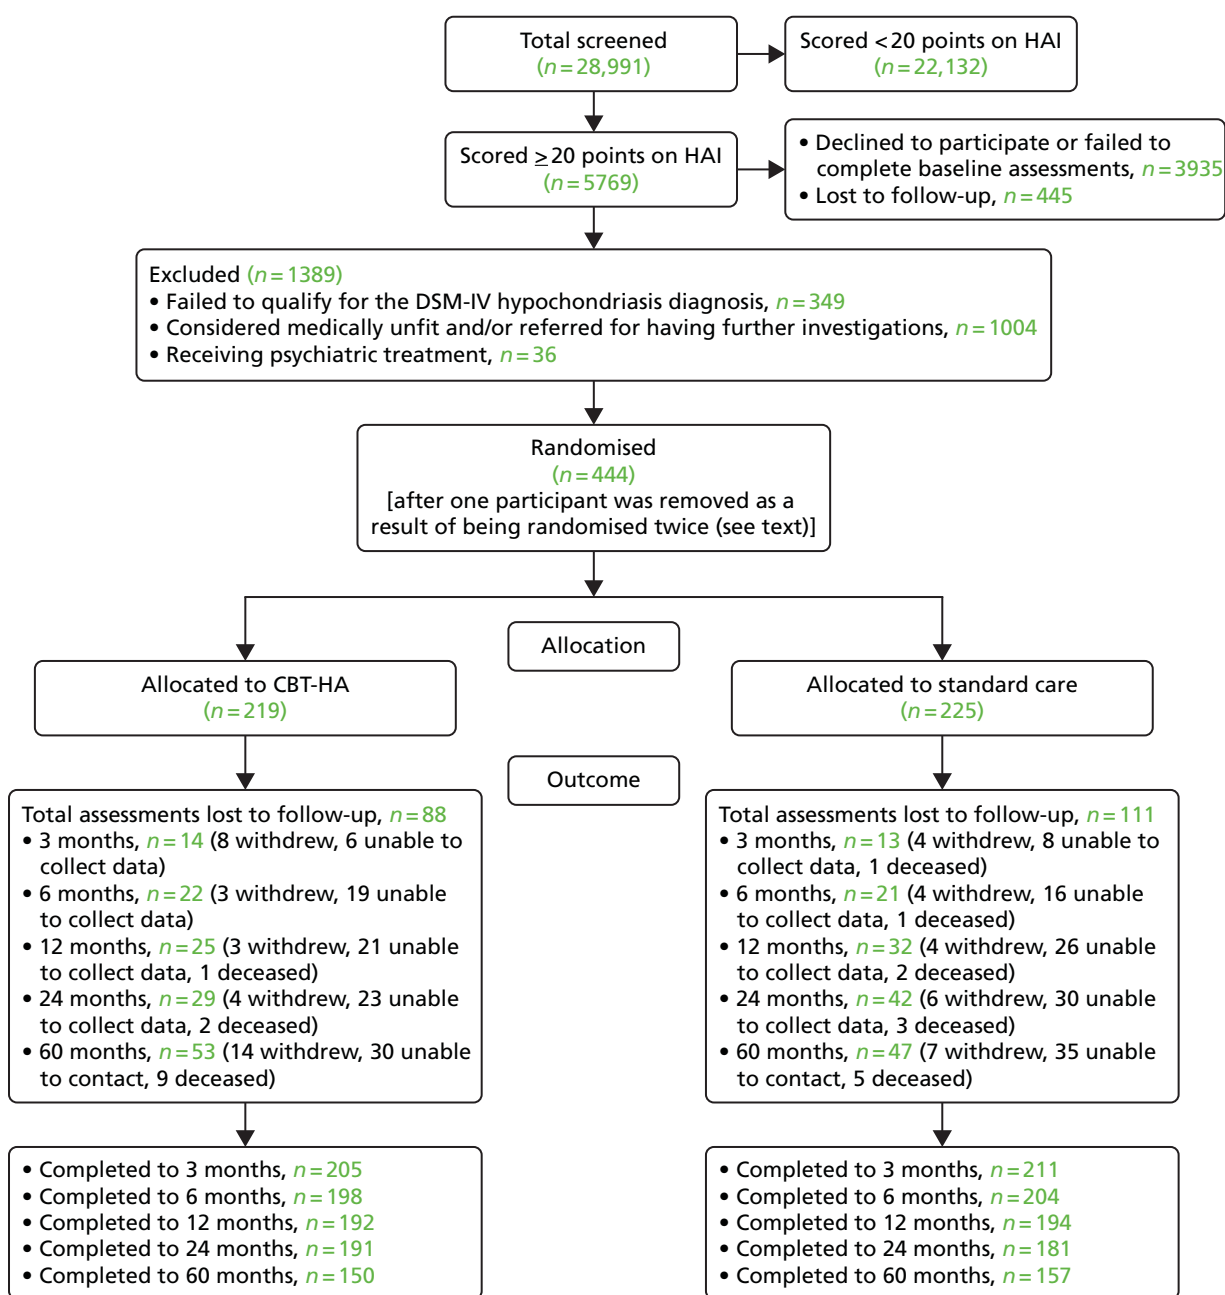 Total screened
(n=28,991)
Scored <20 points on HAI
(n=22,132)
Scored ≥20 points on HAI
(n=5769)
• Declined to participate or failed to
complete baseline assessments, n=3935
• Lost to follow-up, n=445
Excluded (n=1389)
• Failed to qualify for the DSM-IV hypochondriasis diagnosis, n=349
• Considered medically unfit and/or referred for having further investigations, n=1004
• Receiving psychiatric treatment, n=36
Randomised
(n=444)
[after one participant was removed as a
result of being randomised twice (see text)]
Allocation
Allocated to CBT-HA
(n=219)
Allocated to standard care
(n=225)
Outcome
Total assessments lost to follow-up, n=88
• 3 months, n=14 (8 withdrew, 6 unable to
collect data)
• 6 months, n=22 (3 withdrew, 19 unable
to collect data)
• 12 months, n=25 (3 withdrew, 21 unable
to collect data, 1 deceased)
• 24 months, n=29 (4 withdrew, 23 unable
to collect data, 2 deceased)
• 60 months, n=53 (14 withdrew, 30 unable
to contact, 9 deceased)
Total assessments lost to follow-up, n=111
• 3 months, n=13 (4 withdrew, 8 unable to
collect data, 1 deceased)
• 6 months, n=21 (4 withdrew, 16 unable
to collect data, 1 deceased)
• 12 months, n=32 (4 withdrew, 26 unable
to collect data, 2 deceased)
• 24 months, n=42 (6 withdrew, 30 unable
to collect data, 3 deceased)
• 60 months, n=47 (7 withdrew, 35 unable
to contact, 5 deceased)
• Completed to 3 months, n=205
• Completed to 6 months, n=198
• Completed to 12 months, n=192
• Completed to 24 months, n=191
• Completed to 60 months, n=150
• Completed to 3 months, n=211
• Completed to 6 months, n=204
• Completed to 12 months, n=194
• Completed to 24 months, n=181
• Completed to 60 months, n=157